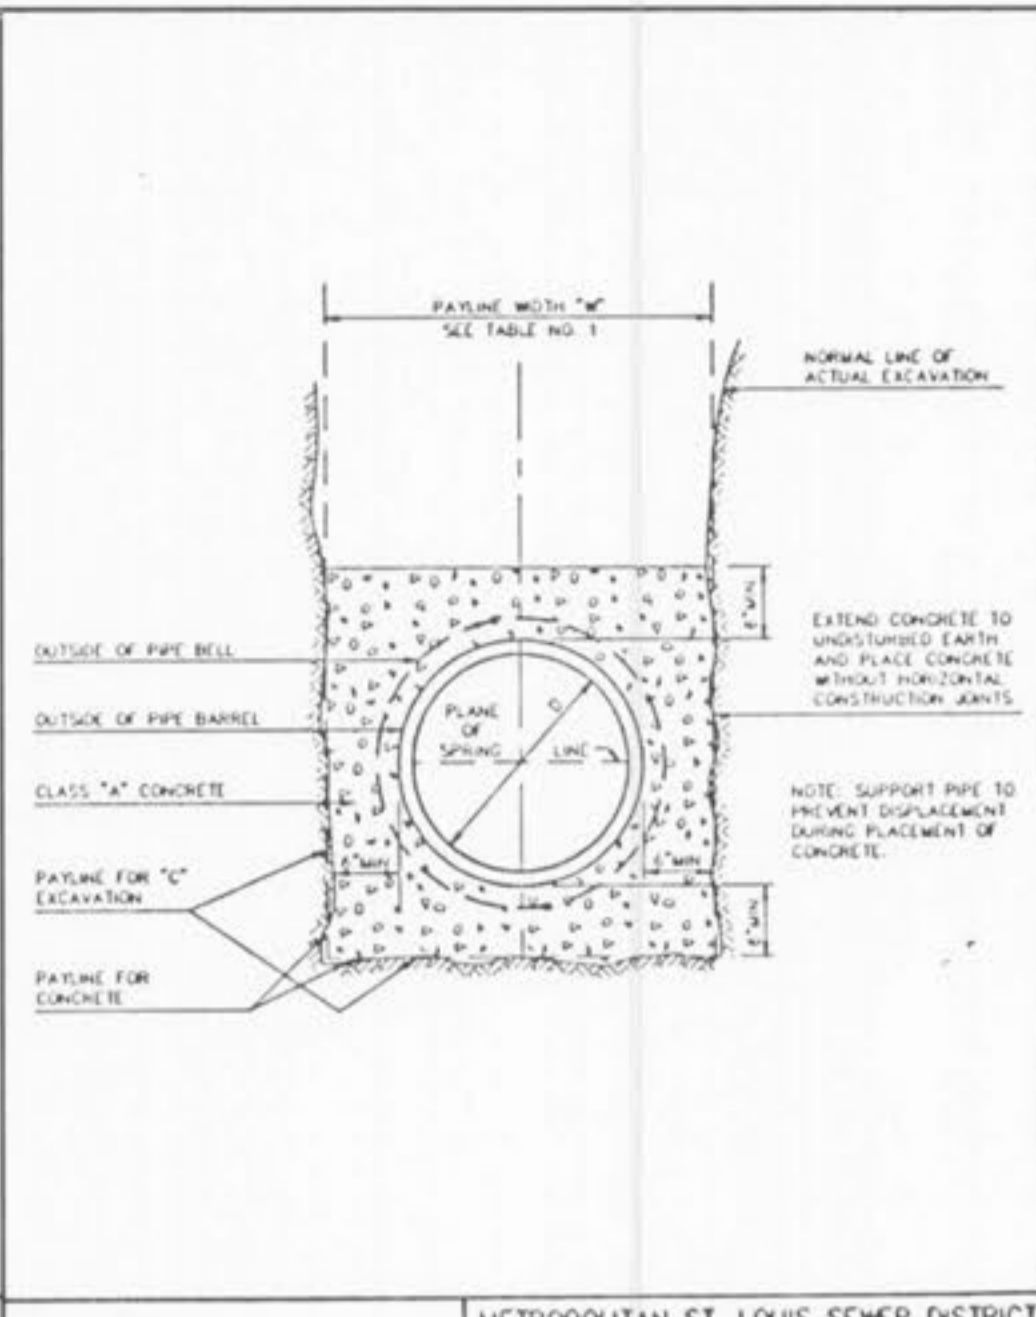 PAYLINE WIDTH "W"
SEE TABLE NO. 1
NORMAL LINE OF
ACTUAL EXCAVATION
EXTEND CONCRETE TO
UNDISTURBED EARTH
AND PLACE CONCRETE
WITHOUT HORIZONTAL
CONSTRUCTION JOINTS
OUTSIDE OF PIPE BELL
OUTSIDE OF PIPE BARREL
PLANE
OF
SPRING LINE
D
CLASS "A" CONCRETE
NOTE: SUPPORT PIPE TO
PREVENT DISPLACEMENT
DURING PLACEMENT OF
CONCRETE.
6" MIN
6" MIN
PAYLINE FOR "C"
EXCAVATION
PAYLINE FOR
CONCRETE
METROPOLITAN ST. LOUIS SEWER DISTRICT